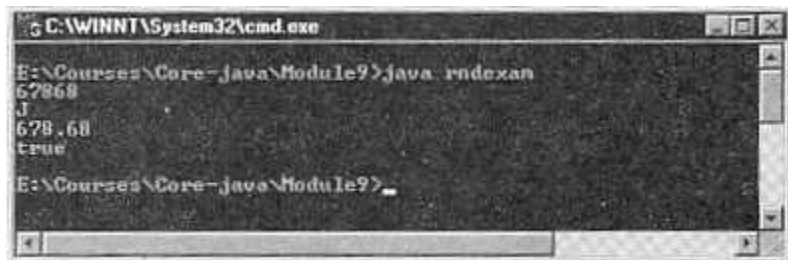 C:\WINNT\System32\cmd.exe
E:\Courses\Core-java\Module9>java rndexam
67868
J
678.68
true
E:\Courses\Core-java\Module9>_